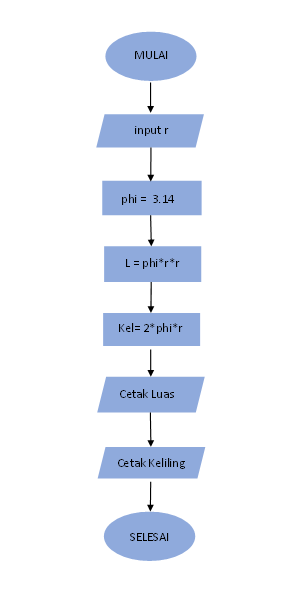 MULAI
input r
phi = 3.14
L = phi*r*r
Kel= 2*phi*r
Cetak Luas
Cetak Keliling
SELESAI